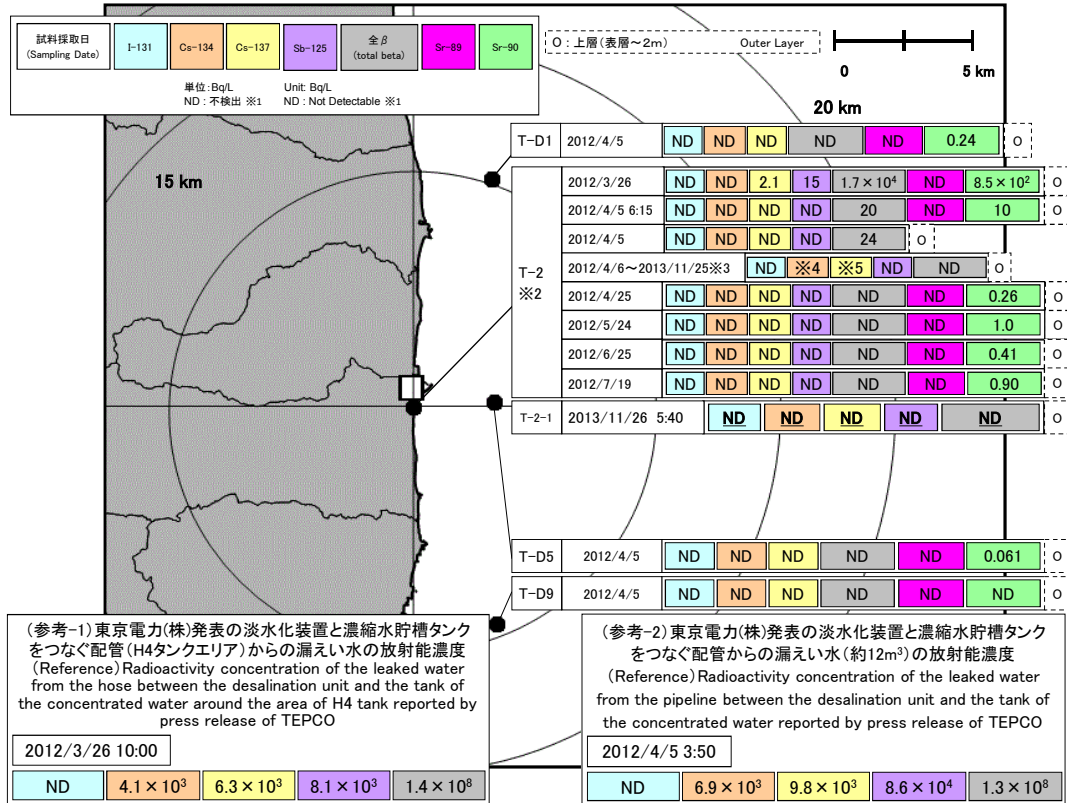 試料採取日
(Sampling Date)
I-131
Cs-134
Cs-137
Sb-125
全β
(total beta)
Sr-89
Sr-90
単位:Bq/L Unit: Bq/L
ND : 不検出 ※1 ND : Not Detectable ※1
O : 上層(表層~2m) Outer Layer
0 5 km
20 km
15 km
T-D1 2012/4/5 ND ND ND ND ND 0.24 O
T-2
※2
2012/3/26 ND ND 2.1 15 1.7×10⁴ ND 8.5×10² O
2012/4/5 6:15 ND ND ND ND 20 ND 10 O
2012/4/5 ND ND ND ND 24 O
2012/4/6~2013/11/25※3 ND ※4 ※5 ND ND O
2012/4/25 ND ND ND ND ND ND 0.26 O
2012/5/24 ND ND ND ND ND ND 1.0 O
2012/6/25 ND ND ND ND ND ND 0.41 O
2012/7/19 ND ND ND ND ND ND 0.90 O
T-2-1 2013/11/26 5:40 ND ND ND ND ND O
T-D5 2012/4/5 ND ND ND ND ND 0.061 O
T-D9 2012/4/5 ND ND ND ND ND ND O
(参考-1)東京電力(株)発表の淡水化装置と濃縮水貯槽タンク
をつなぐ配管(H4タンクエリア)からの漏えい水の放射能濃度
(Reference)Radioactivity concentration of the leaked water
from the hose between the desalination unit and the tank of
the concentrated water around the area of H4 tank reported by
press release of TEPCO
2012/3/26 10:00
ND 4.1×10³ 6.3×10³ 8.1×10³ 1.4×10⁸
(参考-2)東京電力(株)発表の淡水化装置と濃縮水貯槽タンク
をつなぐ配管からの漏えい水(約12m³)の放射能濃度
(Reference)Radioactivity concentration of the leaked water
from the pipeline between the desalination unit and the tank of
the concentrated water reported by press release of TEPCO
2012/4/5 3:50
ND 6.9×10³ 9.8×10³ 8.6×10⁴ 1.3×10⁸